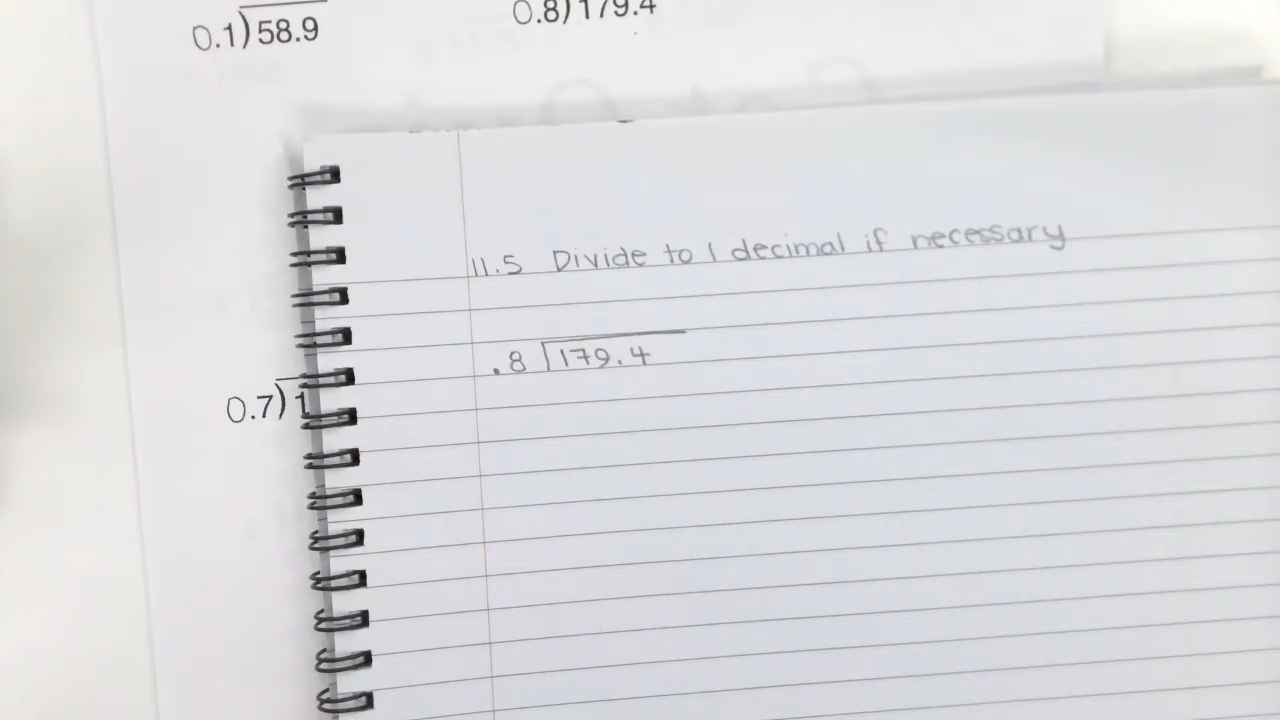 0.1)58.9
0.8)179.4
11.5 Divide to 1 decimal if necessary
.8 179.4
0.7)1